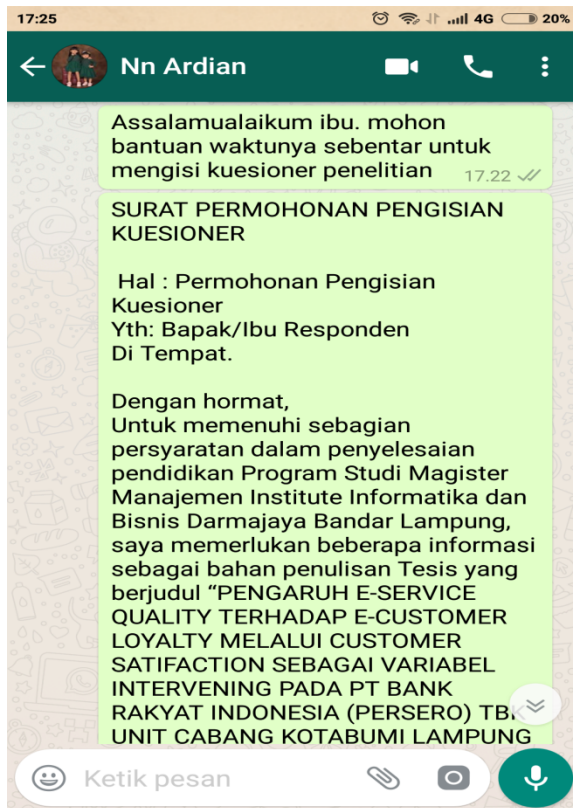 17:25
4G 20%
Nn Ardian
Assalamualaikum ibu. mohon
bantuan waktunya sebentar untuk
mengisi kuesioner penelitian 17.22
SURAT PERMOHONAN PENGISIAN
KUESIONER
Hal : Permohonan Pengisian
Kuesioner
Yth: Bapak/Ibu Responden
Di Tempat.
Dengan hormat,
Untuk memenuhi sebagian
persyaratan dalam penyelesaian
pendidikan Program Studi Magister
Manajemen Institute Informatika dan
Bisnis Darmajaya Bandar Lampung,
saya memerlukan beberapa informasi
sebagai bahan penulisan Tesis yang
berjudul “PENGARUH E-SERVICE
QUALITY TERHADAP E-CUSTOMER
LOYALTY MELALUI CUSTOMER
SATIFACTION SEBAGAI VARIABEL
INTERVENING PADA PT BANK
RAKYAT INDONESIA (PERSERO) TBK
UNIT CABANG KOTABUMI LAMPUNG
Ketik pesan